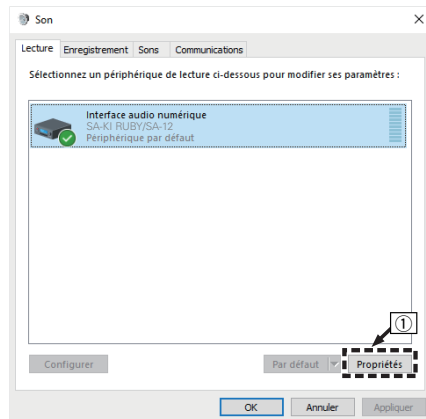 Son
Lecture Enregistrement Sons Communications
Sélectionnez un périphérique de lecture ci-dessous pour modifier ses paramètres :
Interface audio numérique
SA-KI RUBY/SA-12
Périphérique par défaut
①
Configurer Par défaut Propriétés
OK Annuler Appliquer